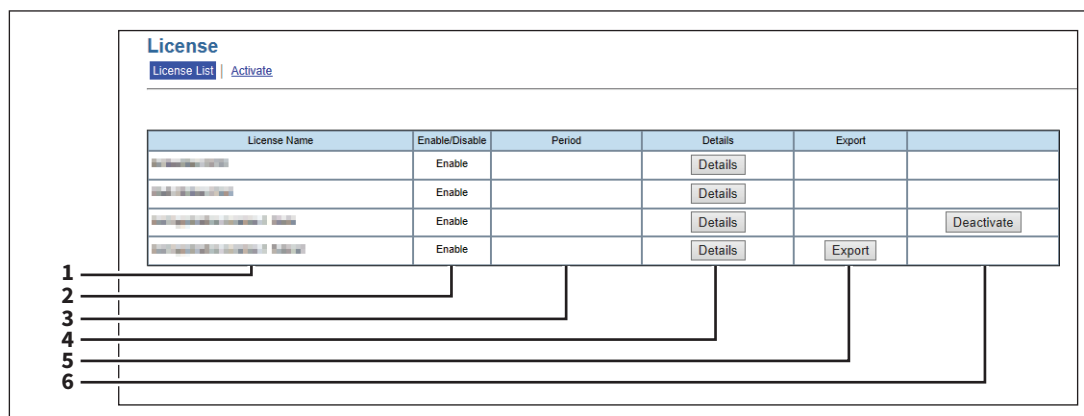 License
License List | Activate
License Name Enable/Disable Period Details Export
Enable Details
Enable Details
Enable Details Deactivate
Enable Details Export
1
2
3
4
5
6